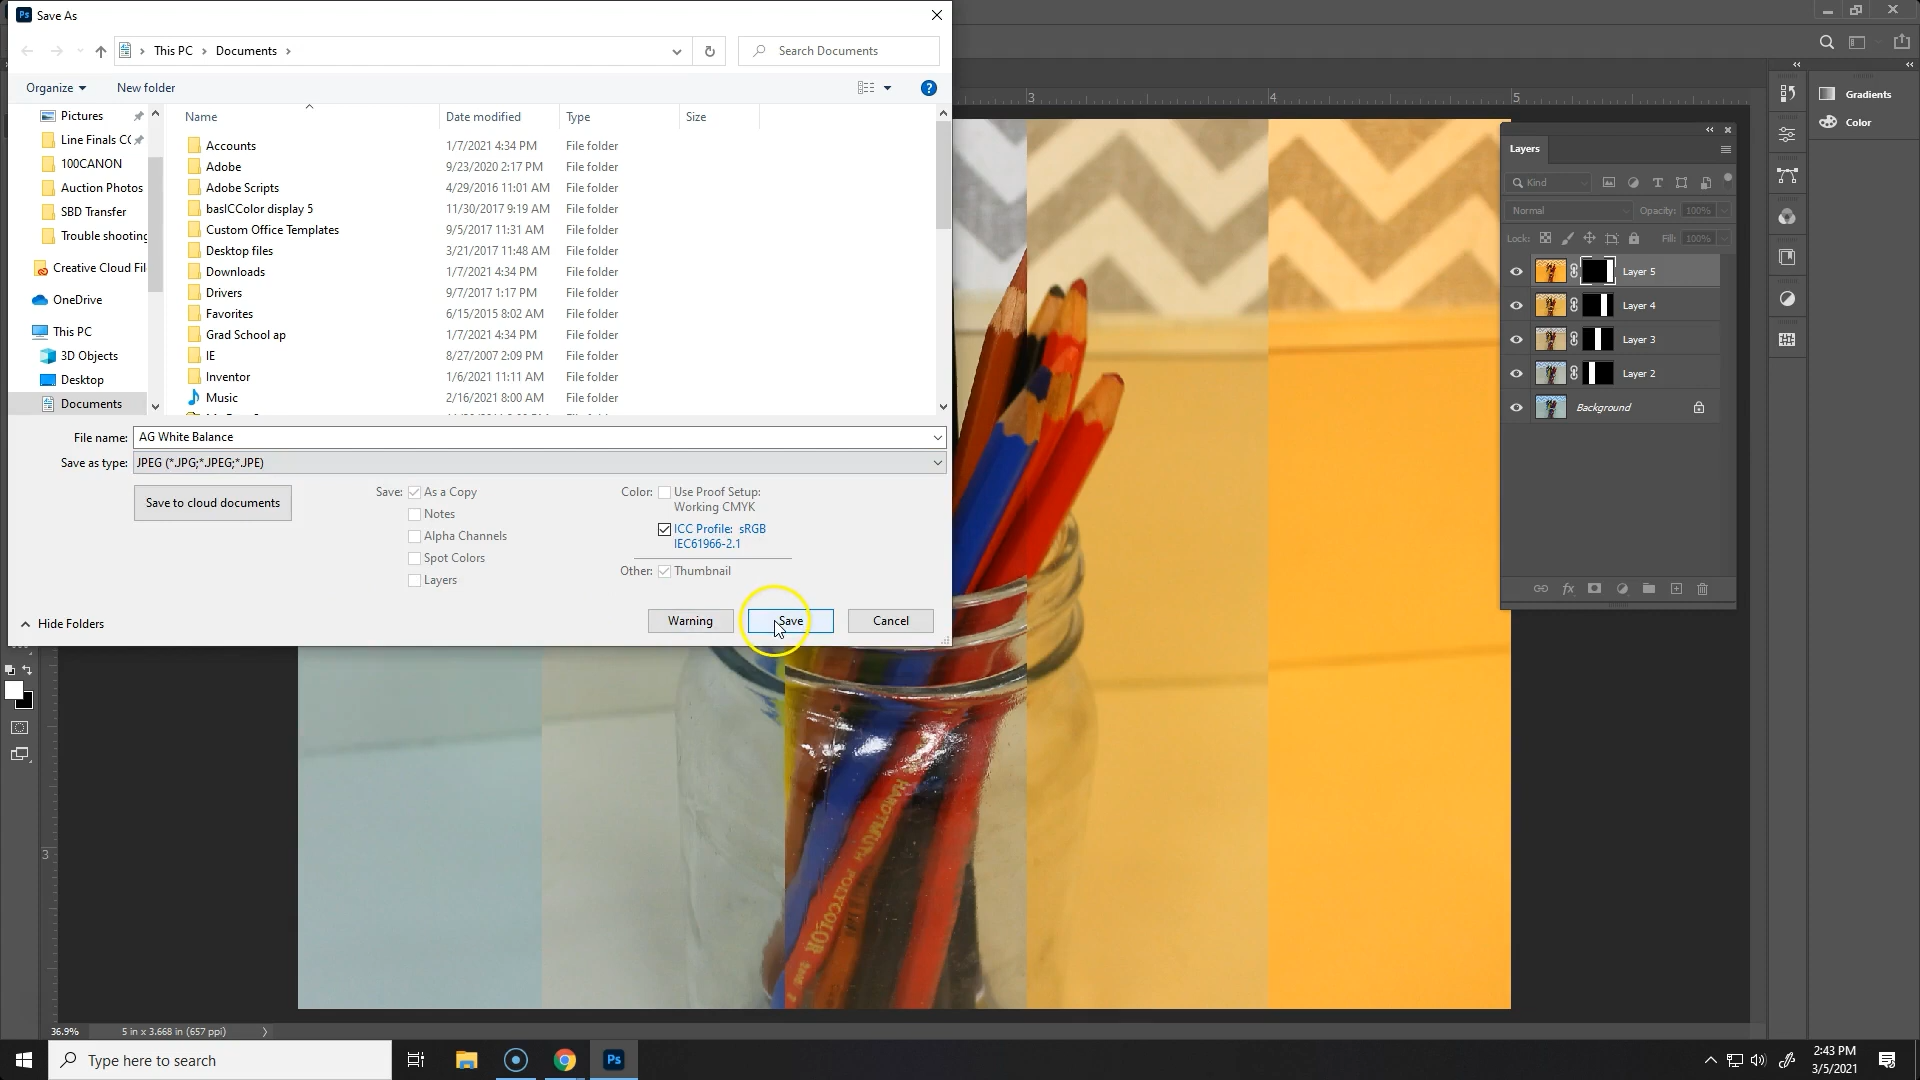 Ps Save As
This PC
Documents
Search Documents
Organize
New folder
?
Pictures
Line Finals CC
100CANON
Auction Photos
SBD Transfer
Trouble shooting
Creative Cloud Fil
OneDrive
This PC
3D Objects
Desktop
Documents
Name Date modified Type Size
Accounts 1/7/2021 4:34 PM File folder
Adobe 9/23/2020 2:17 PM File folder
Adobe Scripts 4/29/2016 11:01 AM File folder
basICColor display 5 11/30/2017 9:19 AM File folder
Custom Office Templates 9/5/2017 11:31 AM File folder
Desktop files 3/21/2017 11:48 AM File folder
Downloads 1/7/2021 4:34 PM File folder
Drivers 9/7/2017 1:17 PM File folder
Favorites 6/15/2015 8:02 AM File folder
Grad School ap 1/7/2021 4:34 PM File folder
IE 8/27/2007 2:09 PM File folder
Inventor 1/6/2021 11:11 AM File folder
Music 2/16/2021 8:00 AM File folder
File name: AG White Balance
Save as type: JPEG (*.JPG;*.JPEG;*.JPE)
Save to cloud documents
Save: As a Copy
Notes
Alpha Channels
Spot Colors
Layers
Color: Use Proof Setup:
Working CMYK
ICC Profile: sRGB
IEC61966-2.1
Other: Thumbnail
Hide Folders
Warning
Save
Cancel
3 4 5
Gradients
Color
Layers
Kind
Normal Opacity: 100%
Lock: Fill: 100%
Layer 5
Layer 4
Layer 3
Layer 2
Background
fx
HARDTMUTH POLYCOLOR
3
36.9% 5 in x 3.668 in (657 ppi)
Type here to search
Ps
2:43 PM
3/5/2021